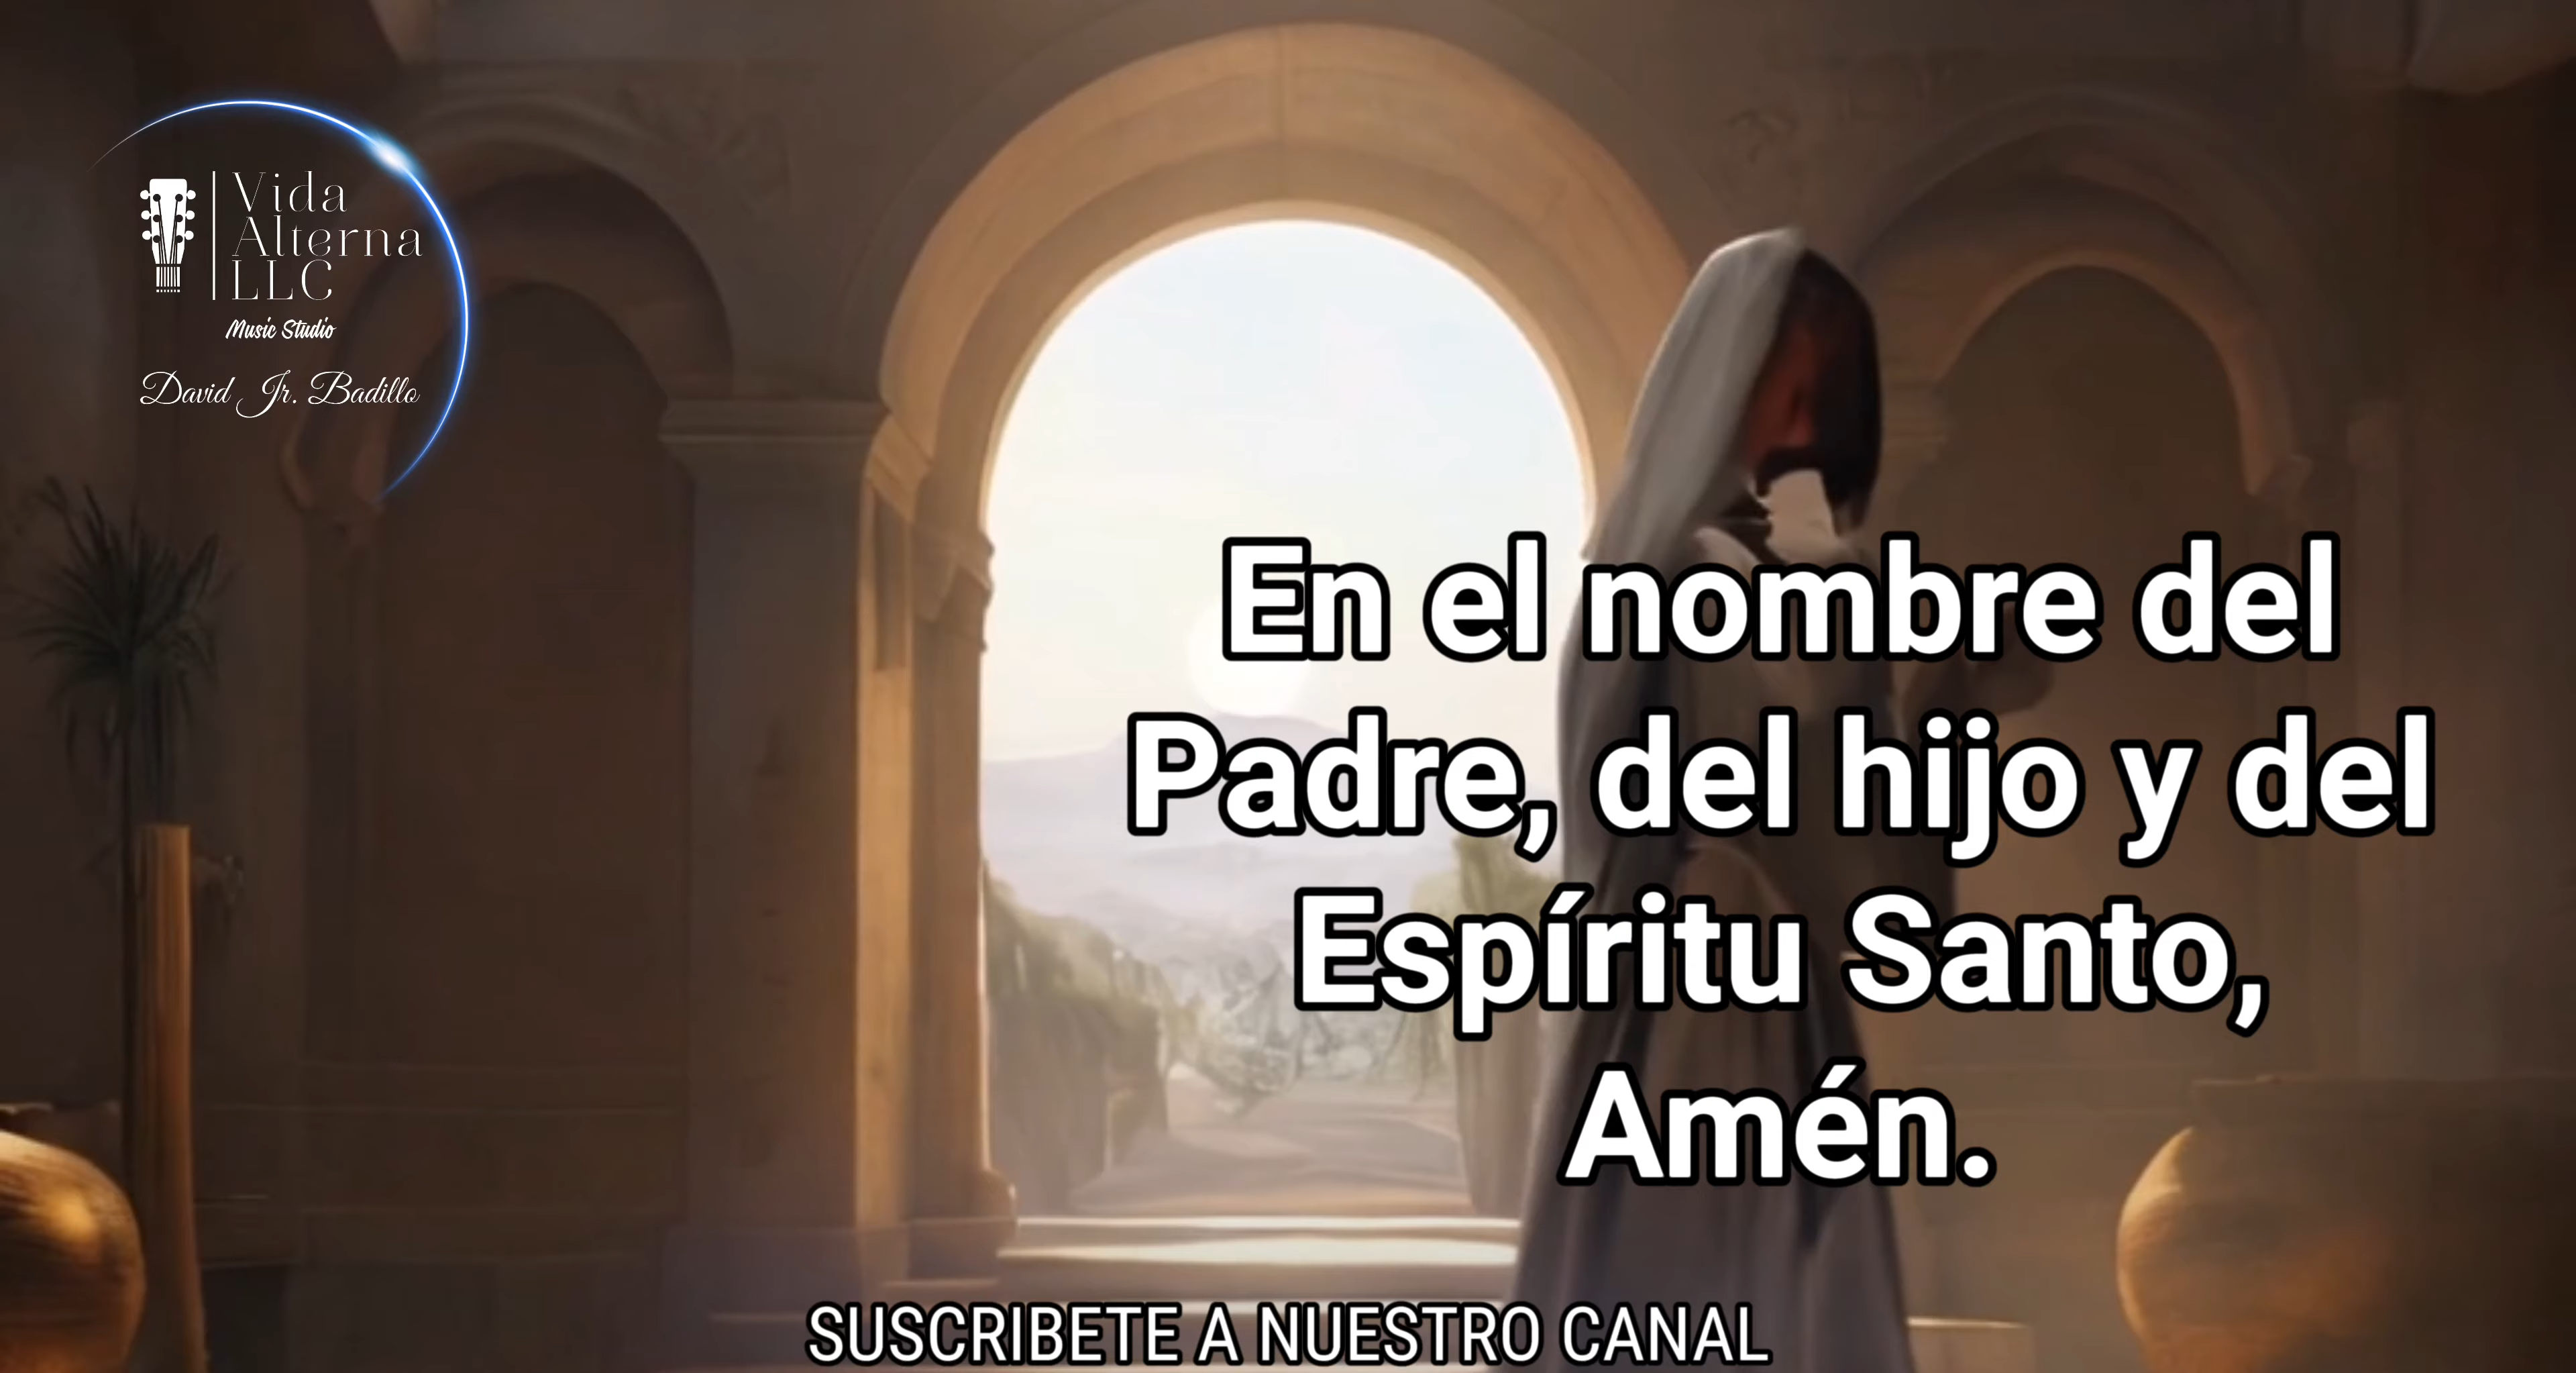 Vida
Alterna
LLC
Music Studio
David Jr. Badillo
En el nombre del
Padre, del hijo y del
Espíritu Santo,
Amén.
SUSCRIBETE A NUESTRO CANAL